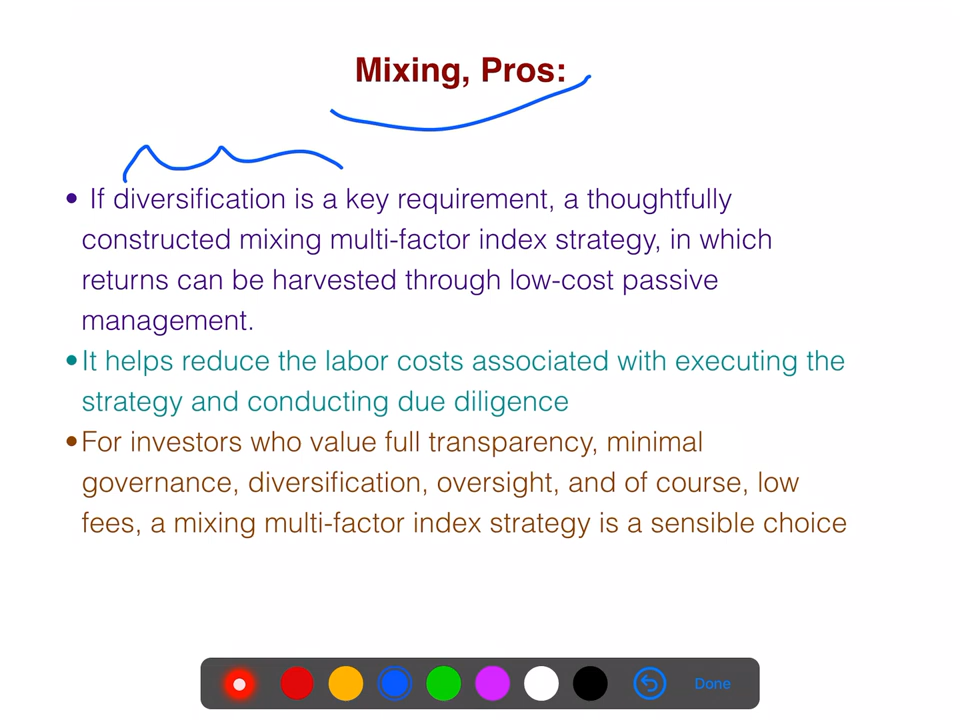 Mixing, Pros:
• If diversification is a key requirement, a thoughtfully
constructed mixing multi-factor index strategy, in which
returns can be harvested through low-cost passive
management.
•It helps reduce the labor costs associated with executing the
strategy and conducting due diligence
•For investors who value full transparency, minimal
governance, diversification, oversight, and of course, low
fees, a mixing multi-factor index strategy is a sensible choice
Done